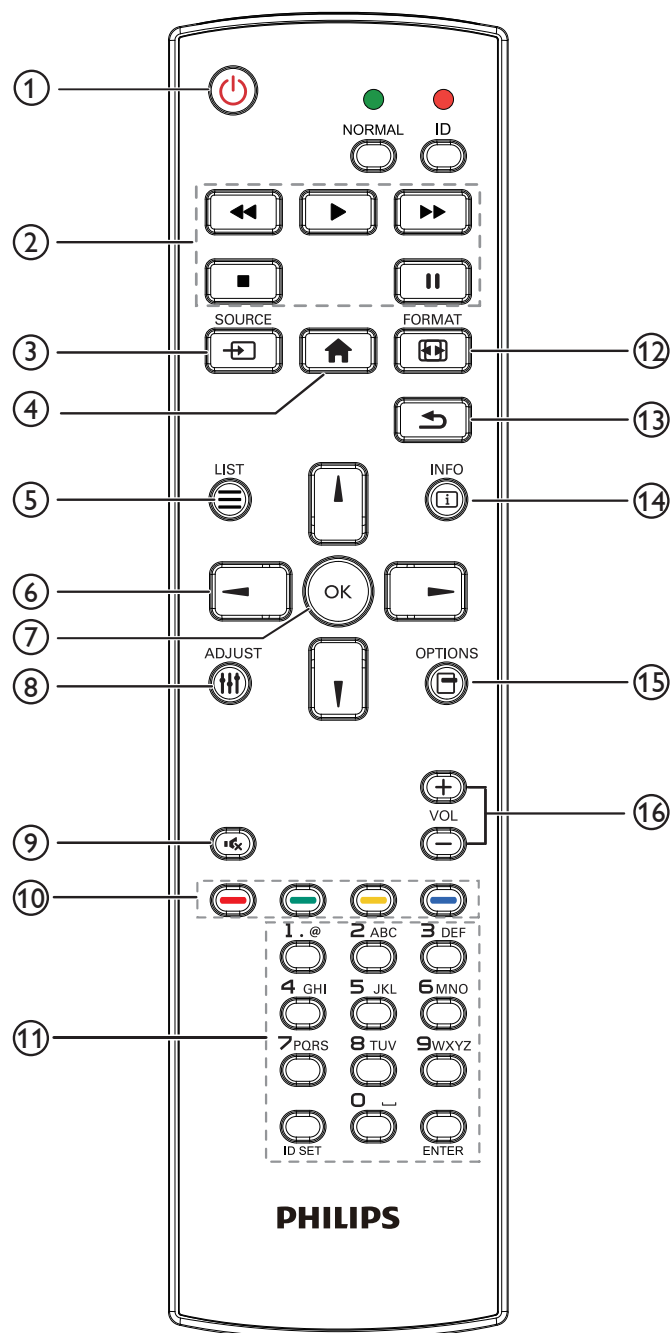 1
NORMAL ID
2
SOURCE FORMAT
3 12
4
13
LIST INFO
5 i 14
6 OK
7
ADJUST OPTIONS
8 15
+
VOL 16
9 −
10
1 . @ 2 ABC 3 DEF
4 GHI 5 JKL 6 MNO
11
7 PQRS 8 TUV 9 WXYZ
0 ⎵
ID SET ENTER
PHILIPS